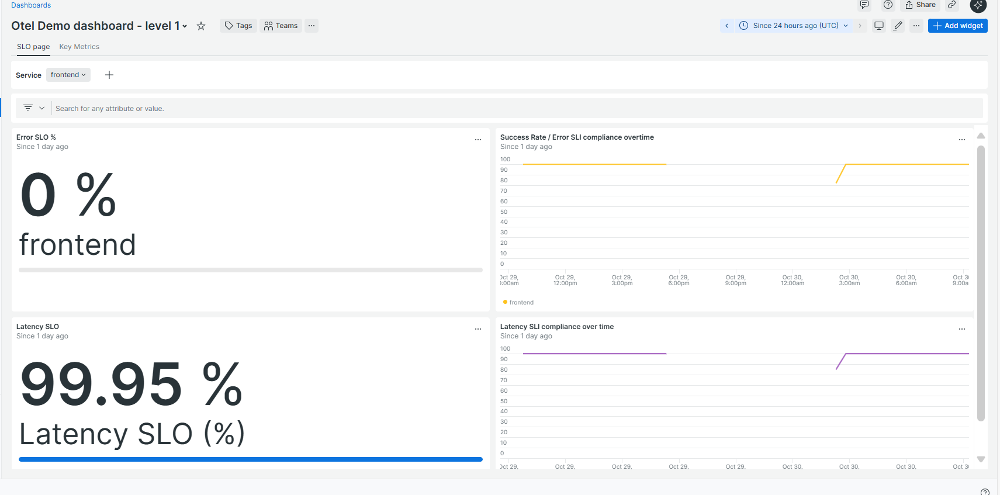 Dashboards
Share
Otel Demo dashboard - level 1
Tags
Teams
Since 24 hours ago (UTC)
Add widget
SLO page
Key Metrics
Service
frontend
Search for any attribute or value.
Error SLO %
Since 1 day ago
0 %
frontend
Success Rate / Error SLI compliance overtime
Since 1 day ago
100
90
80
70
60
50
40
30
20
10
0
Oct 29,
9:00am
Oct 29,
12:00pm
Oct 29,
3:00pm
Oct 29,
6:00pm
Oct 29,
9:00pm
Oct 30,
12:00am
Oct 30,
3:00am
Oct 30,
6:00am
Oct 30
9:00a
frontend
Latency SLO
Since 1 day ago
99.95 %
Latency SLO (%)
Latency SLI compliance over time
Since 1 day ago
100
90
80
70
60
50
40
30
20
10
0
Oct 29,
Oct 29,
Oct 29,
Oct 29,
Oct 29,
Oct 30,
Oct 30,
Oct 30,
Oct 30